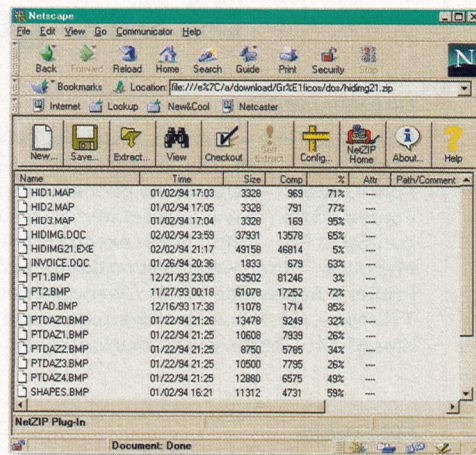 Netscape
File Edit View Go Communicator Help
Back Forward Reload Home Search Guide Print Security Stop
N
Bookmarks Location: file:///e%7C/a/download/Gr%E1ficos/dos/hidimg21.zip
Internet Lookup New&Cool Netcaster
New... Save... Extract... View Checkout Self Extract Config... NetZIP Home About... Help
Name Time Size Comp % Attr Path/Comment
HID1.MAP 01/02/94 17:03 3328 969 71% ----
HID2.MAP 01/02/94 17:05 3328 791 77% ----
HID3.MAP 01/02/94 17:04 3328 169 95% ----
HIDIMG.DOC 02/02/94 23:59 37931 13578 65% ----
HIDIMG21.EXE 02/02/94 21:17 49158 46814 5% ----
INVOICE.DOC 01/26/94 20:36 1833 679 63% ----
PT1.BMP 12/21/93 23:05 83502 81246 3% ----
PT2.BMP 11/27/93 00:18 61078 17252 72% ----
PTAD.BMP 12/16/93 17:38 11078 1714 85% ----
PTDAZ0.BMP 01/22/94 21:26 13478 9249 32% ----
PTDAZ1.BMP 01/22/94 21:25 10608 7939 26% ----
PTDAZ2.BMP 01/22/94 21:25 8750 5785 34% ----
PTDAZ3.BMP 01/22/94 21:25 10500 7795 26% ----
PTDAZ4.BMP 01/22/94 21:25 12880 6575 49% ----
SHAPES.BMP 01/02/94 16:21 11312 4731 59% ----
NetZIP Plug-In
Document: Done